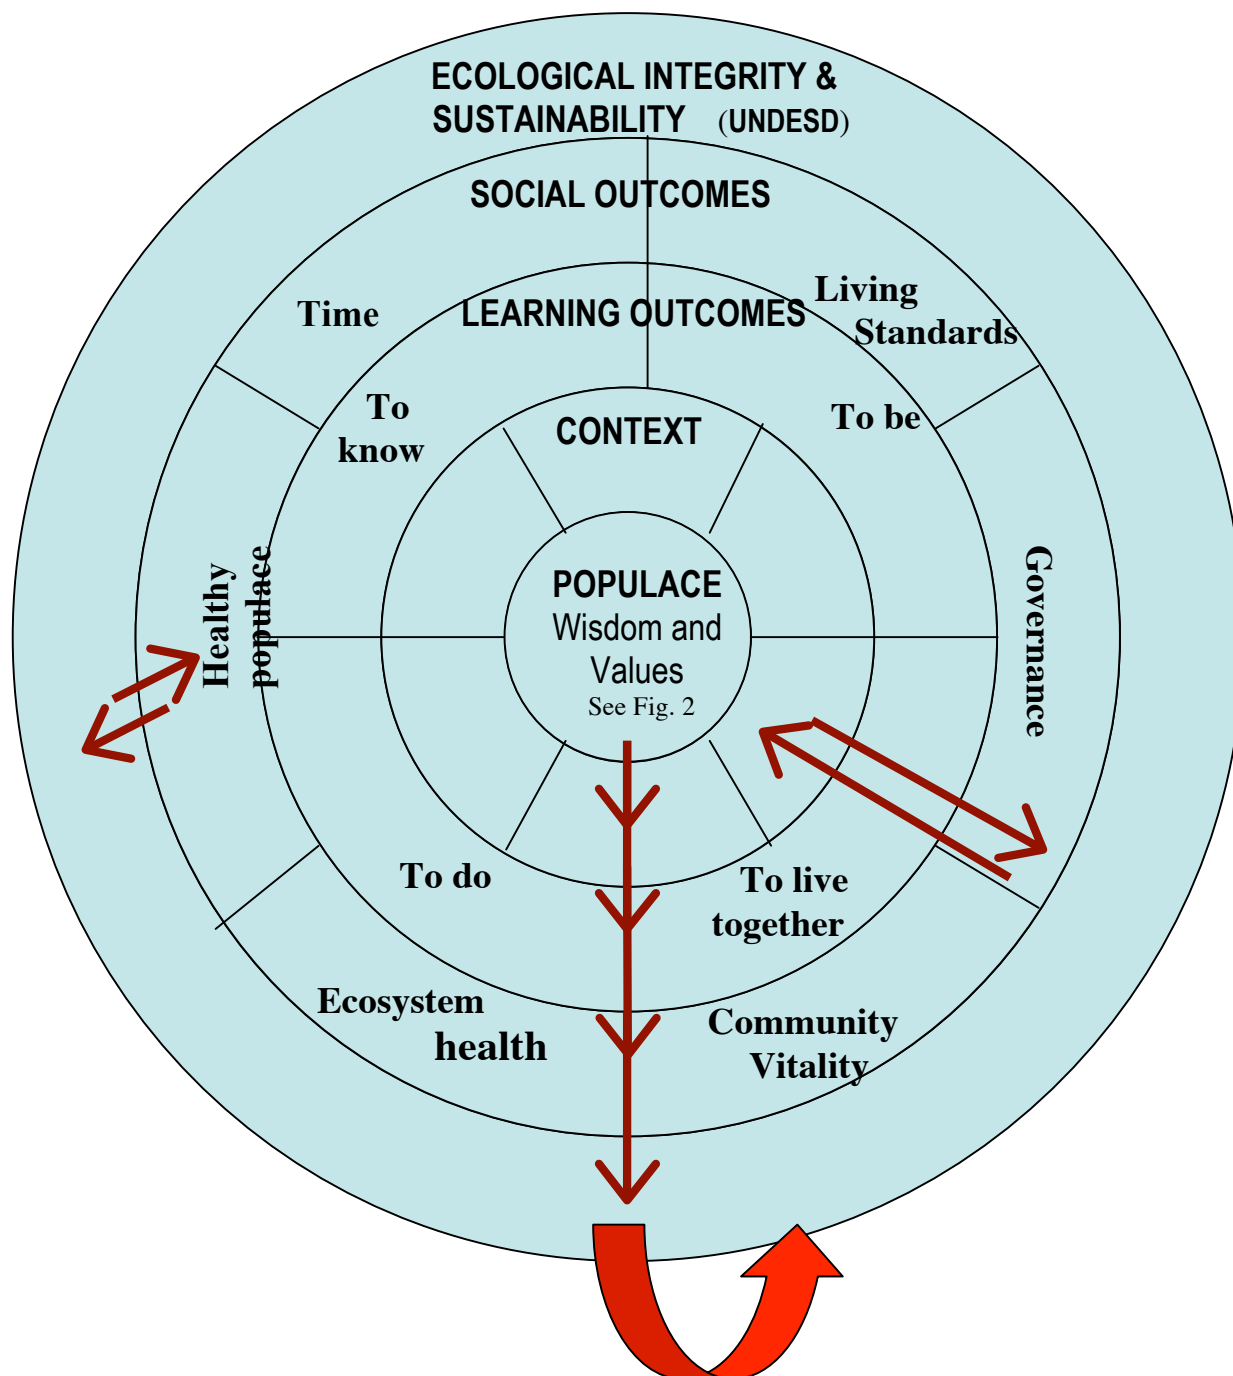 ECOLOGICAL INTEGRITY &
SUSTAINABILITY (UNDESD)
SOCIAL OUTCOMES
Time
LEARNING OUTCOMES
Living
Standards
To
know
CONTEXT
To be
Healthy
populace
POPULACE
Wisdom and
Values
See Fig. 2
Governance
To do
To live
together
Ecosystem
health
Community
Vitality